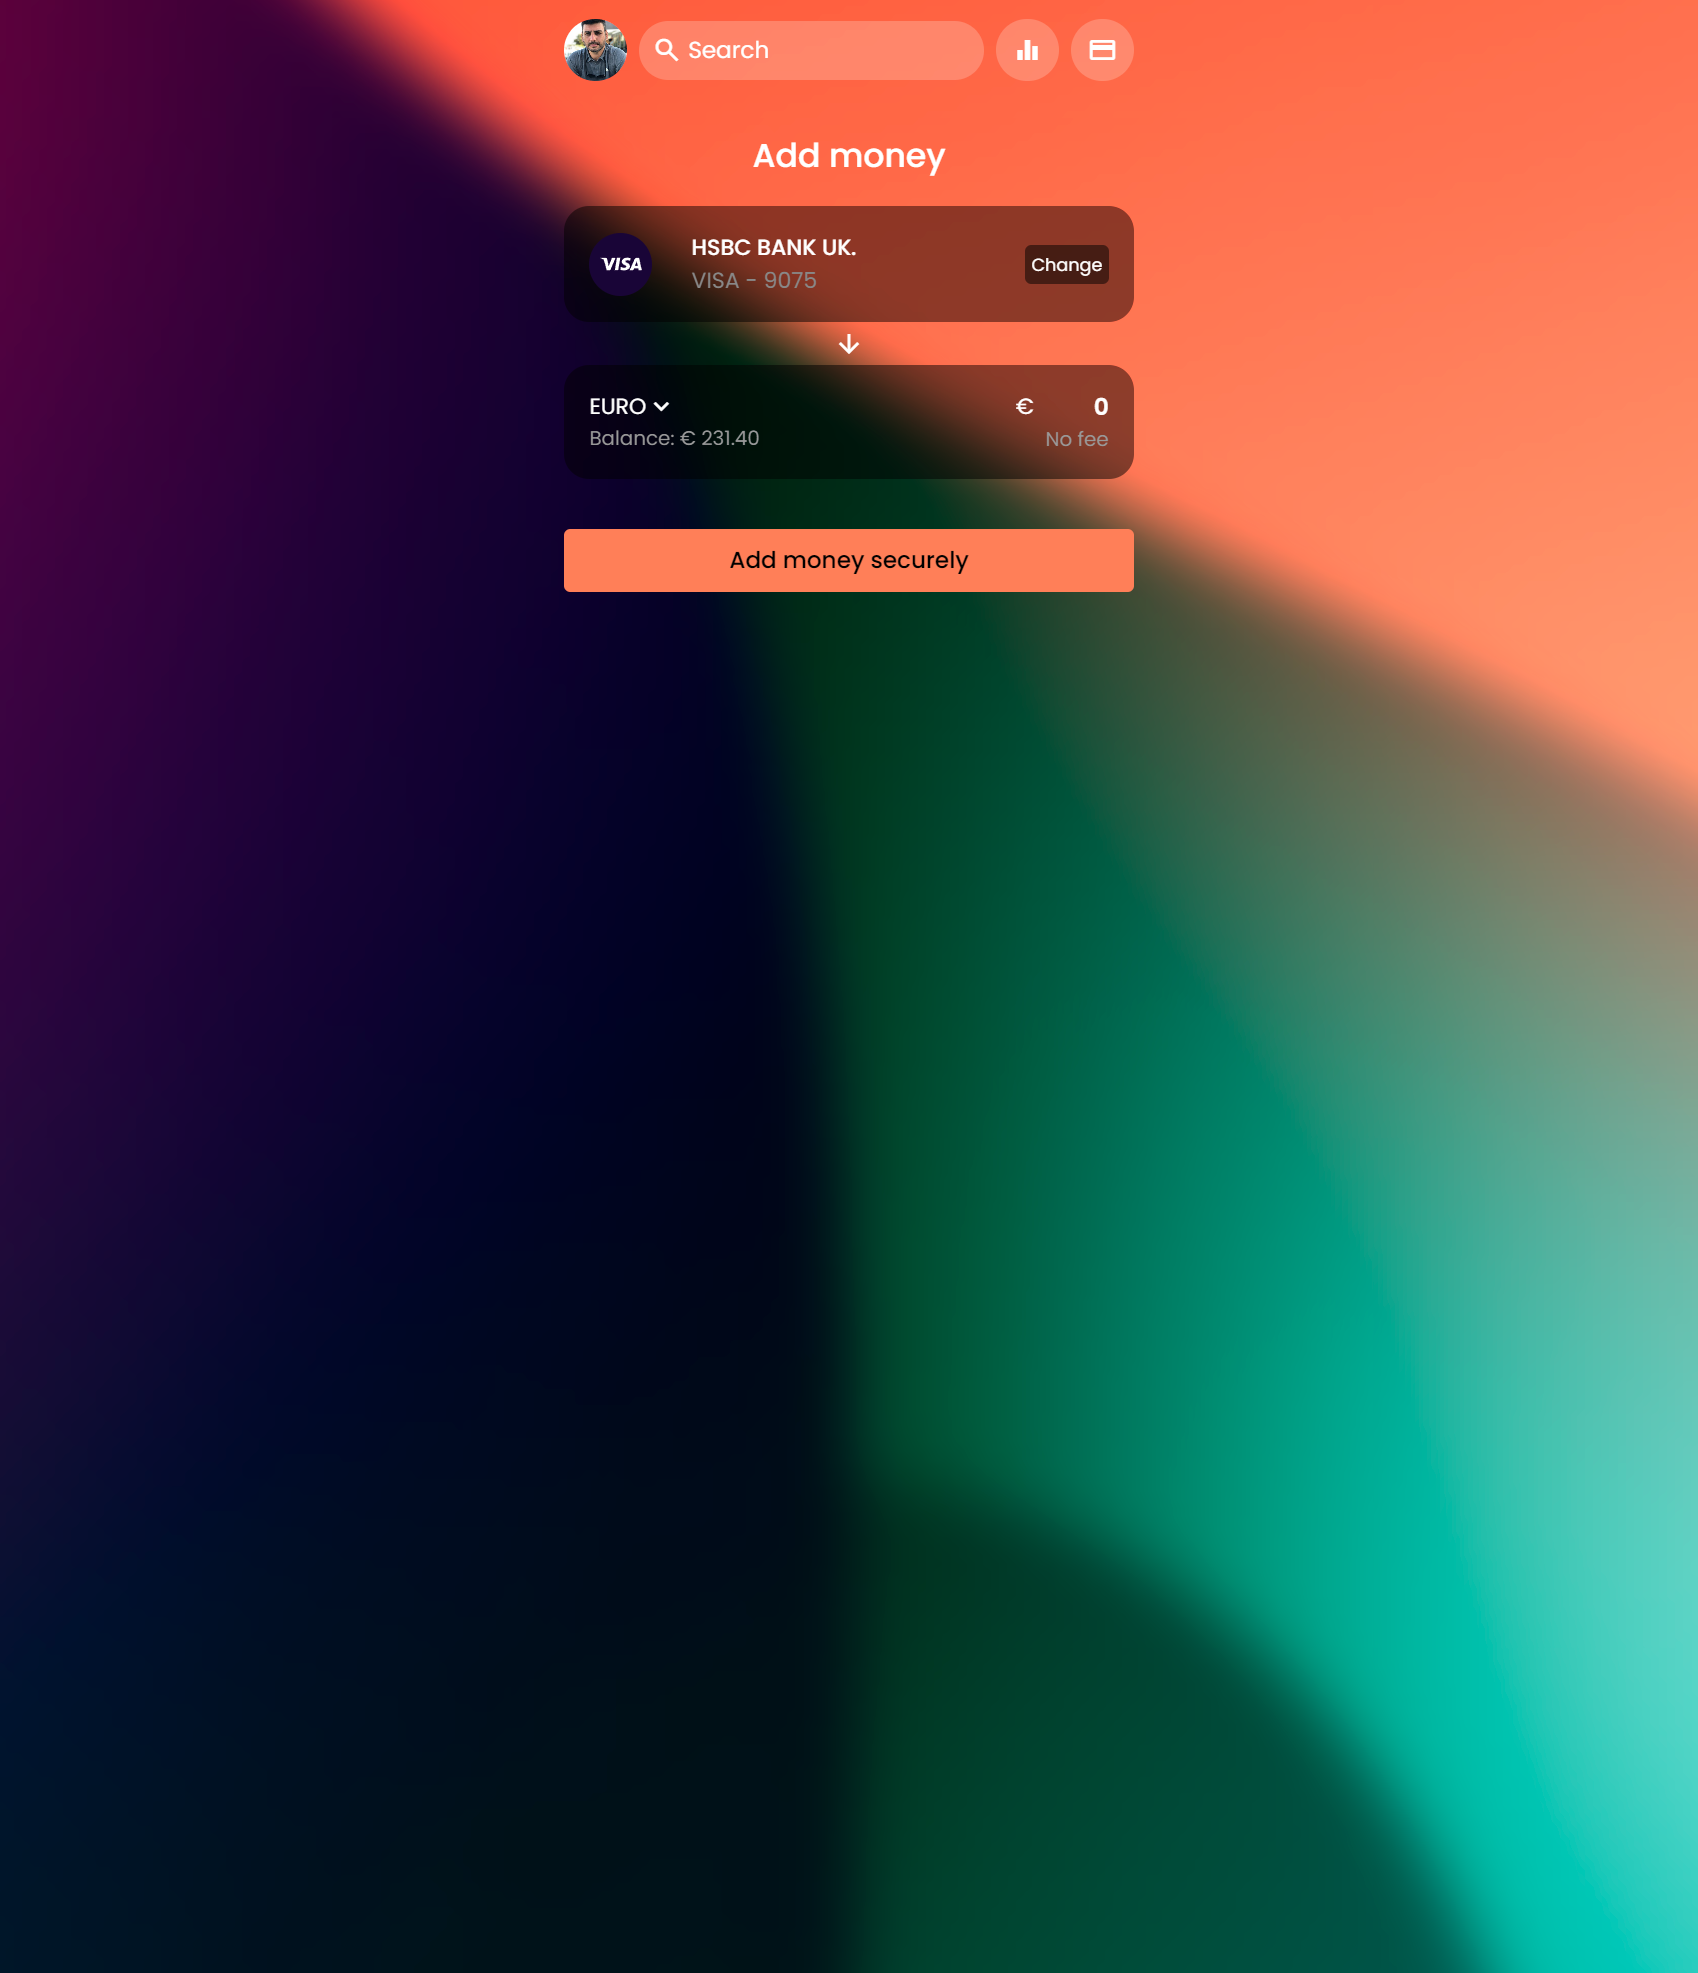 Search
Add money
VISA
HSBC BANK UK.
VISA - 9075
Change
EURO
€ 0
Balance: € 231.40
No fee
Add money securely